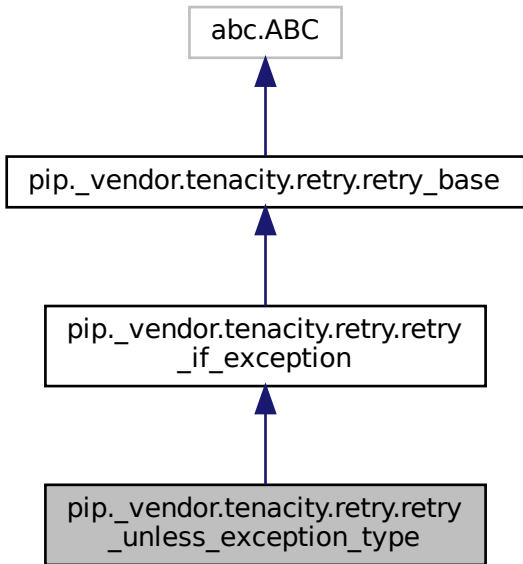 abc.ABC
pip._vendor.tenacity.retry.retry_base
pip._vendor.tenacity.retry.retry
_if_exception
pip._vendor.tenacity.retry.retry
_unless_exception_type